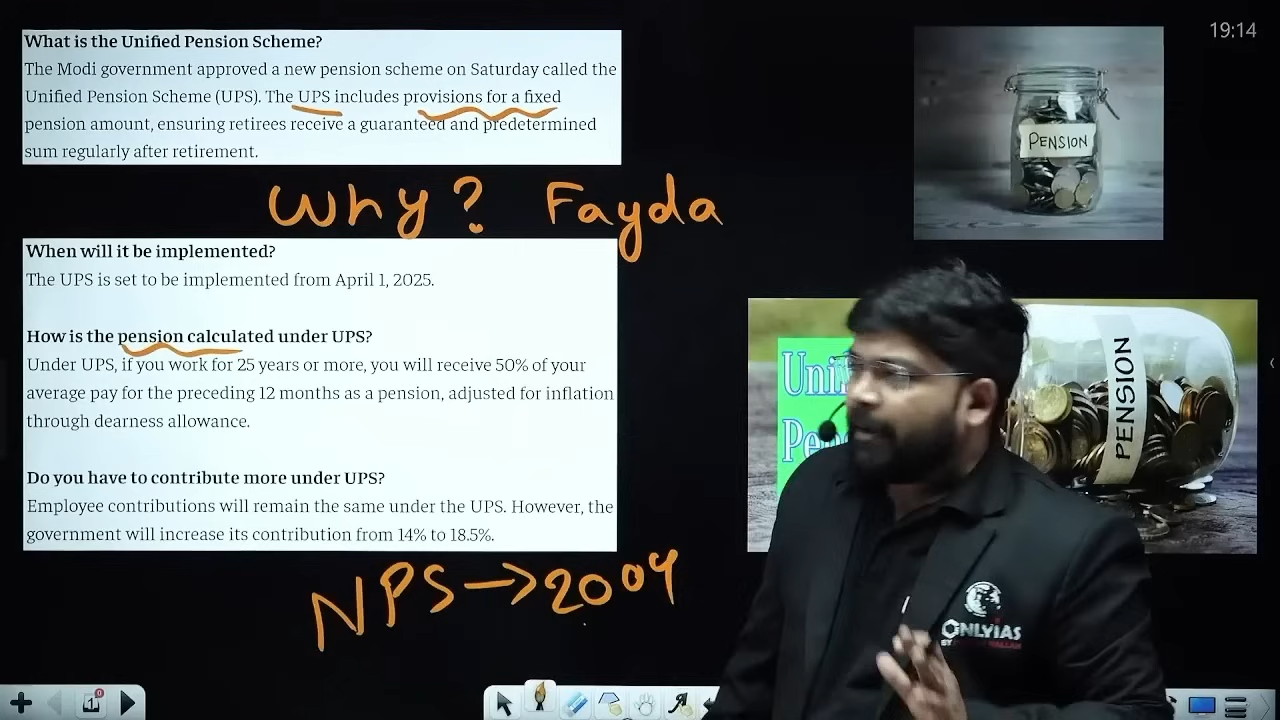 19:14
What is the Unified Pension Scheme?
The Modi government approved a new pension scheme on Saturday called the
Unified Pension Scheme (UPS). The UPS includes provisions for a fixed
pension amount, ensuring retirees receive a guaranteed and predetermined
sum regularly after retirement.
PENSION
Why? Fayda
When will it be implemented?
The UPS is set to be implemented from April 1, 2025.
How is the pension calculated under UPS?
Under UPS, if you work for 25 years or more, you will receive 50% of your
average pay for the preceding 12 months as a pension, adjusted for inflation
through dearness allowance.
Do you have to contribute more under UPS?
Employee contributions will remain the same under the UPS. However, the
government will increase its contribution from 14% to 18.5%.
PENSION
NPS → 2004
ONLYIAS
BY